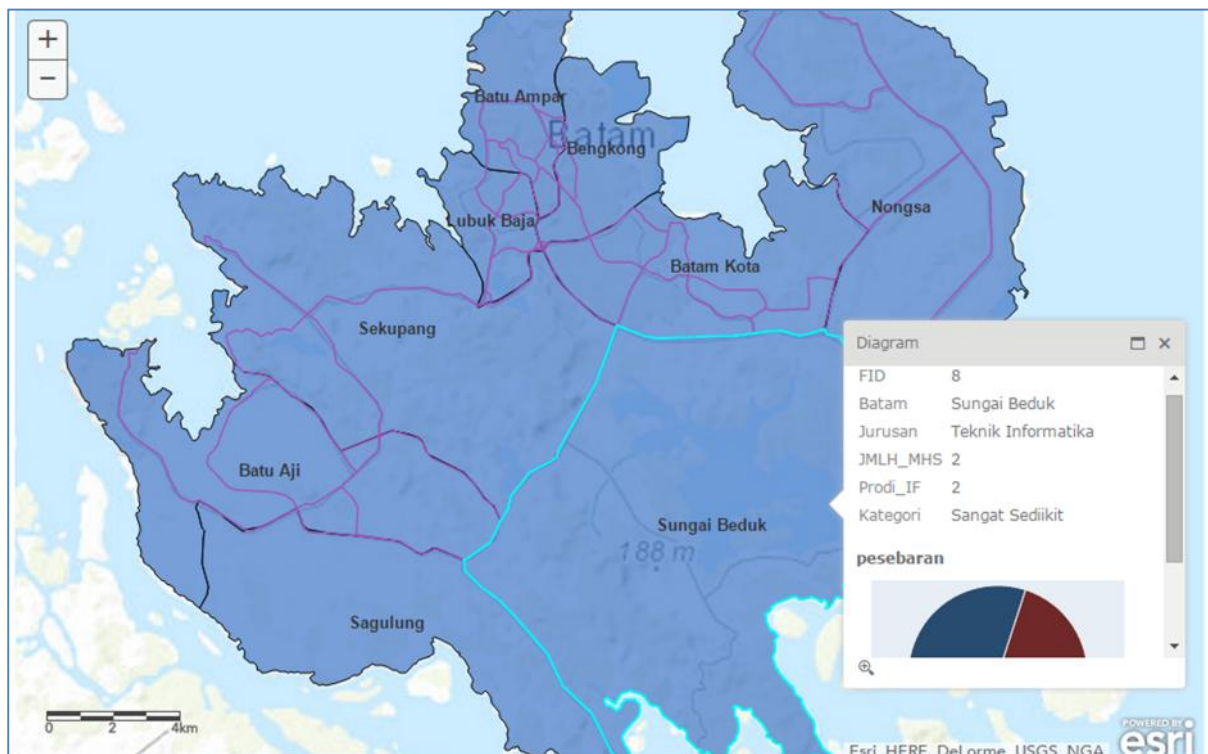 +
−
Batu Ampar
Batam
Bengkong
Lubuk Baja
Nongsa
Batam Kota
Sekupang
Batu Aji
Sungai Beduk
188 m
Sagulung
Diagram
FID 8
Batam Sungai Beduk
Jurusan Teknik Informatika
JMLH_MHS 2
Prodi_IF 2
Kategori Sangat Sediikit
pesebaran
0 2 4km
POWERED BY
esri
Esri, HERE, DeLorme, USGS, NGA